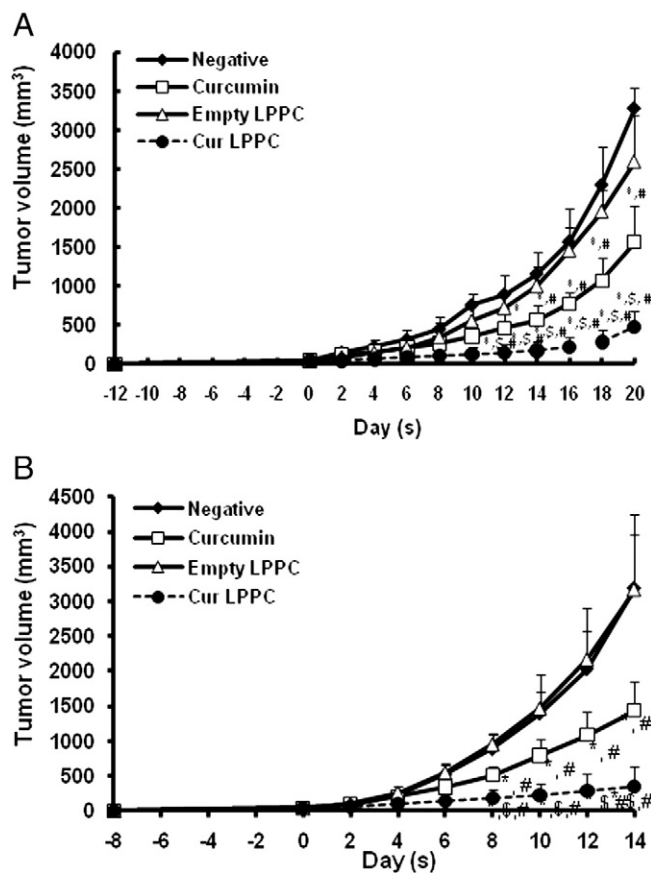 A
Tumor volume (mm³)
4000
3500
3000
2500
2000
1500
1000
500
0
Negative
Curcumin
Empty LPPC
Cur LPPC
*,#
*,#
*,#
*,#
*
*,$,#
*,$,#
*,$,#
*,$,#
*,$,#
-12 -10 -8 -6 -4 -2 0 2 4 6 8 10 12 14 16 18 20
Day (s)
B
Tumor volume (mm³)
4500
4000
3500
3000
2500
2000
1500
1000
500
0
Negative
Curcumin
Empty LPPC
Cur LPPC
,#
*,#
*,#
*,#
$,#
*,$,#
$,*#
$,#
-8 -6 -4 -2 0 2 4 6 8 10 12 14
Day (s)